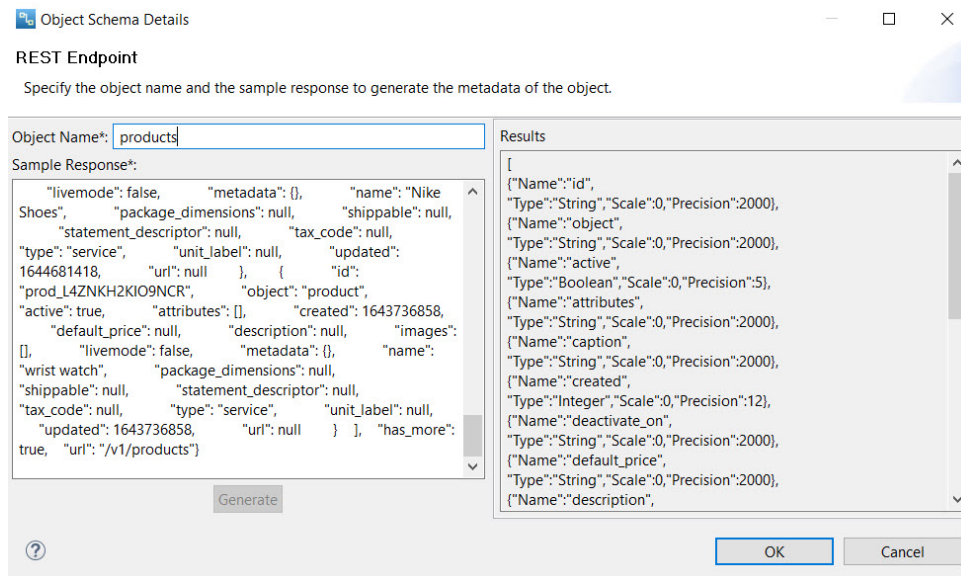 Object Schema Details
REST Endpoint
Specify the object name and the sample response to generate the metadata of the object.
Object Name*: products
Sample Response*:
"livemode": false, "metadata": {}, "name": "Nike
Shoes", "package_dimensions": null, "shippable": null,
"statement_descriptor": null, "tax_code": null,
"type": "service", "unit_label": null, "updated":
1644681418, "url": null }, { "id":
"prod_L4ZNKH2KIO9NCR", "object": "product",
"active": true, "attributes": [], "created": 1643736858,
"default_price": null, "description": null, "images":
[], "livemode": false, "metadata": {}, "name":
"wrist watch", "package_dimensions": null,
"shippable": null, "statement_descriptor": null,
"tax_code": null, "type": "service", "unit_label": null,
"updated": 1643736858, "url": null } ], "has_more":
true, "url": "/v1/products"}
Generate
Results
[
{"Name":"id",
"Type":"String","Scale":0,"Precision":2000},
{"Name":"object",
"Type":"String","Scale":0,"Precision":2000},
{"Name":"active",
"Type":"Boolean","Scale":0,"Precision":5},
{"Name":"attributes",
"Type":"String","Scale":0,"Precision":2000},
{"Name":"caption",
"Type":"String","Scale":0,"Precision":2000},
{"Name":"created",
"Type":"Integer","Scale":0,"Precision":12},
{"Name":"deactivate_on",
"Type":"String","Scale":0,"Precision":2000},
{"Name":"default_price",
"Type":"String","Scale":0,"Precision":2000},
{"Name":"description",
?
OK
Cancel